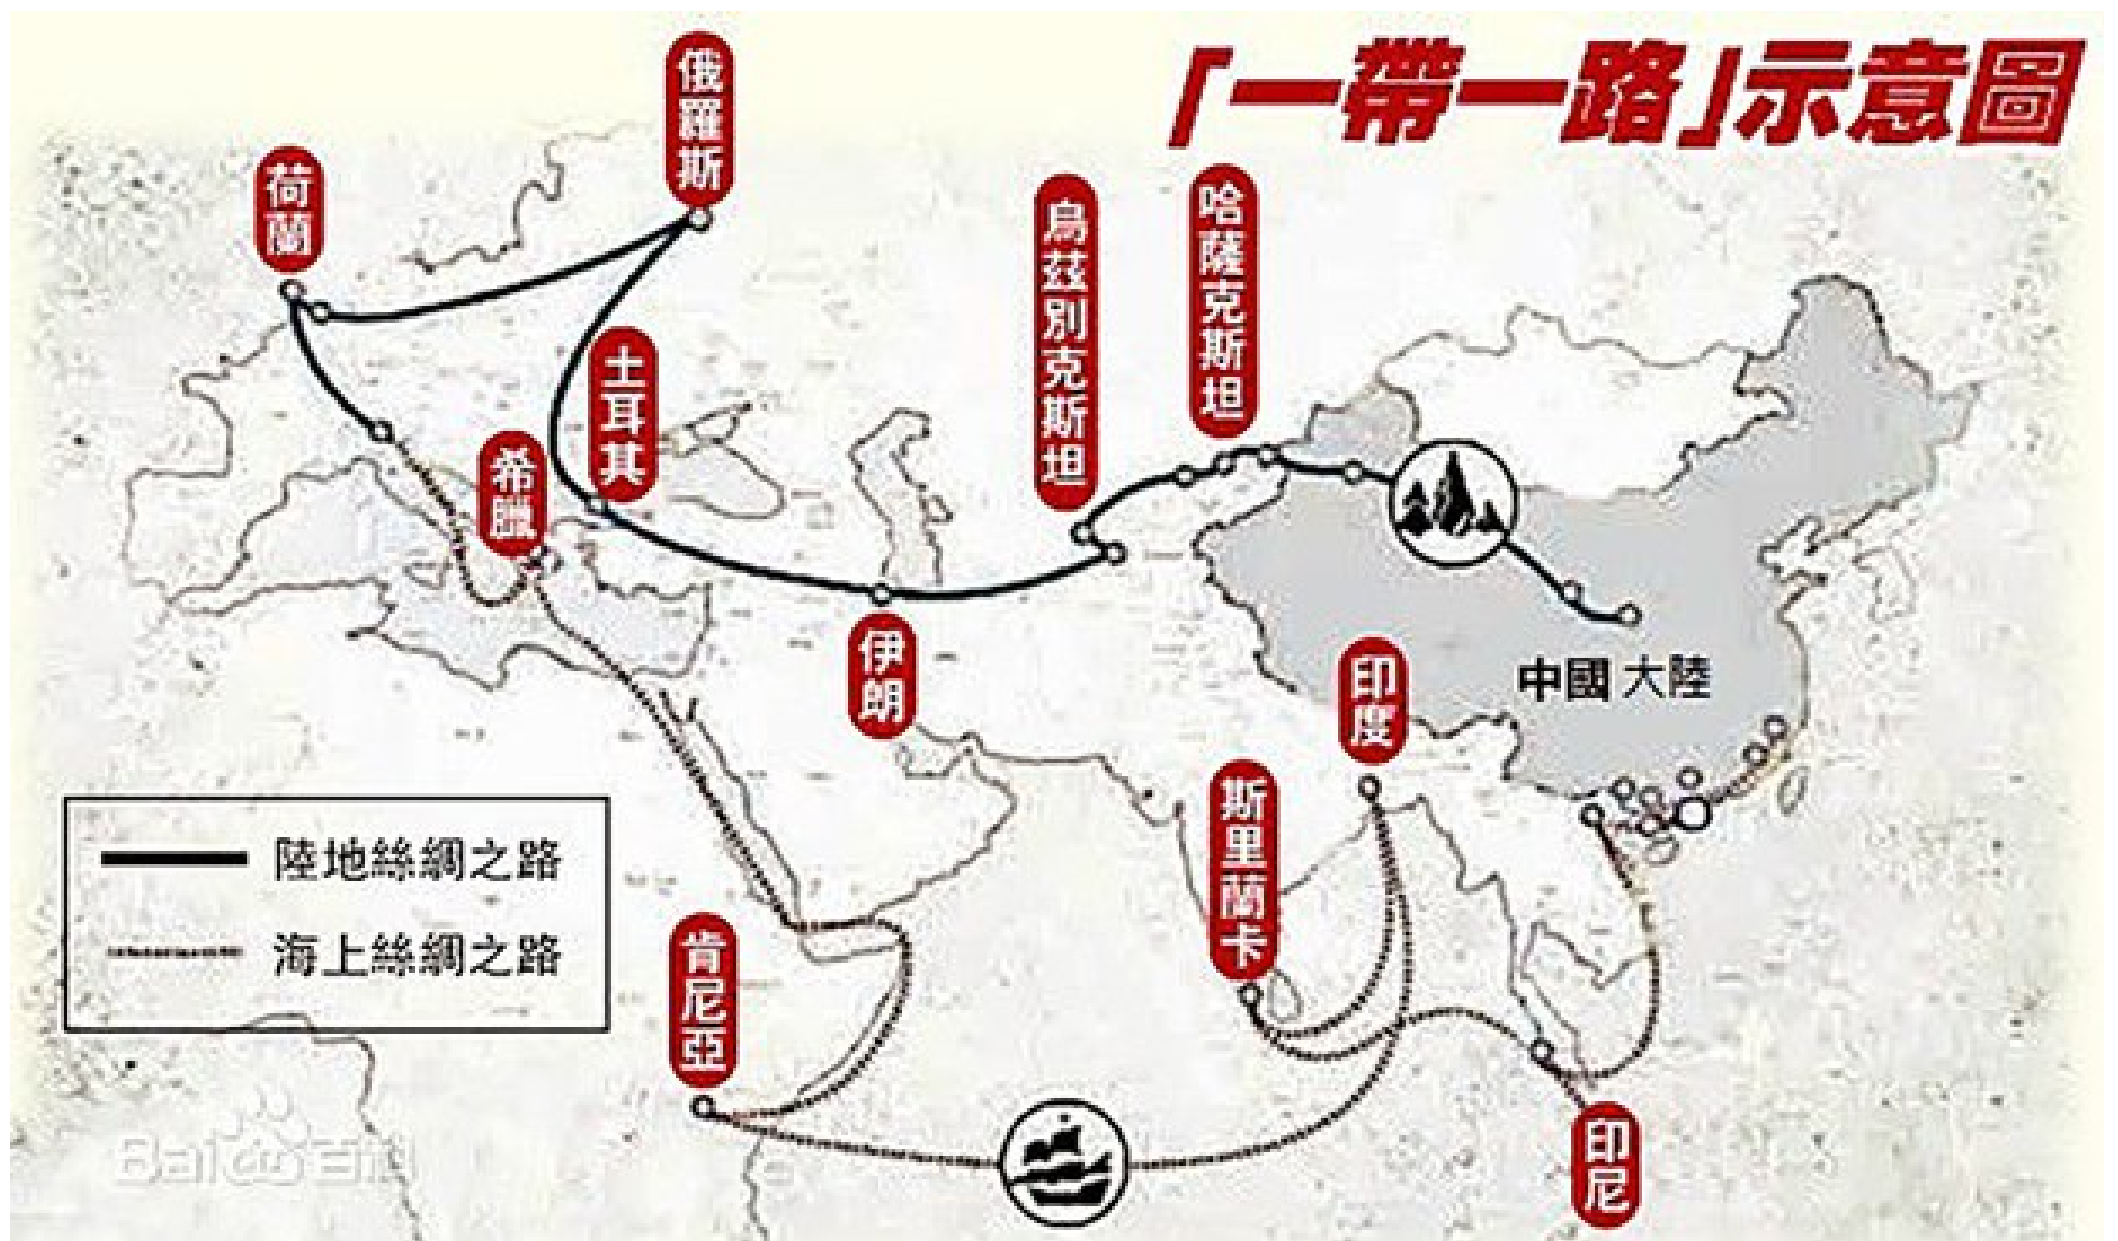 「一帶一路」示意圖
俄羅斯
荷蘭
烏茲別克斯坦
哈薩克斯坦
土耳其
希臘
伊朗
印度
中國 大陸
斯里蘭卡
肯尼亞
印尼
陸地絲綢之路
海上絲綢之路
Bai 百科